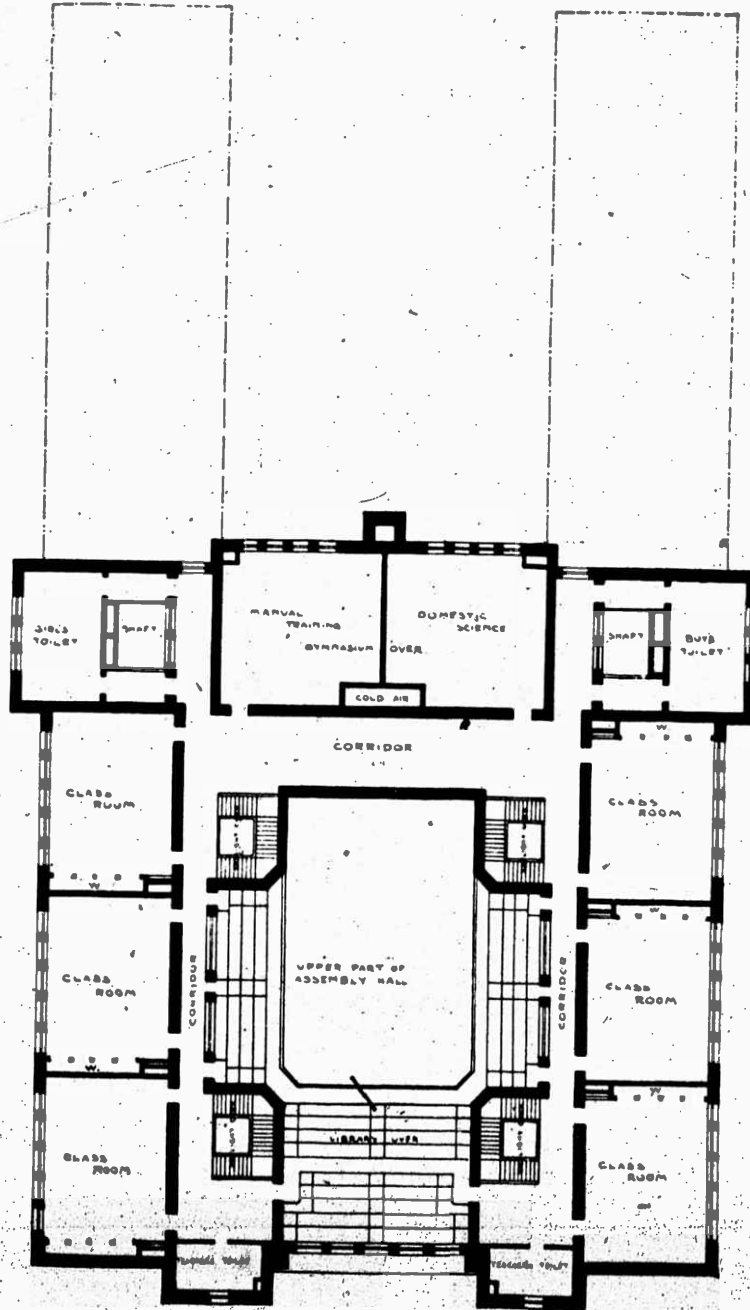 MANUAL
TRAINING
GYMNASIUM OVER
DOMESTIC
SCIENCE
GIRLS
TOILET
SHAFT
SHAFT
BOYS
TOILET
COLD AIR
CORRIDOR
W
CLASS
ROOM
CLASS
ROOM
W.
W
CORRIDOR
CORRIDOR
UPPER PART OF
ASSEMBLY HALL
CLASS
ROOM
CLASS
ROOM
W.
W
LIBRARY OVER
CLASS
ROOM
CLASS
ROOM
TEACHERS TOILET
TEACHERS TOILET